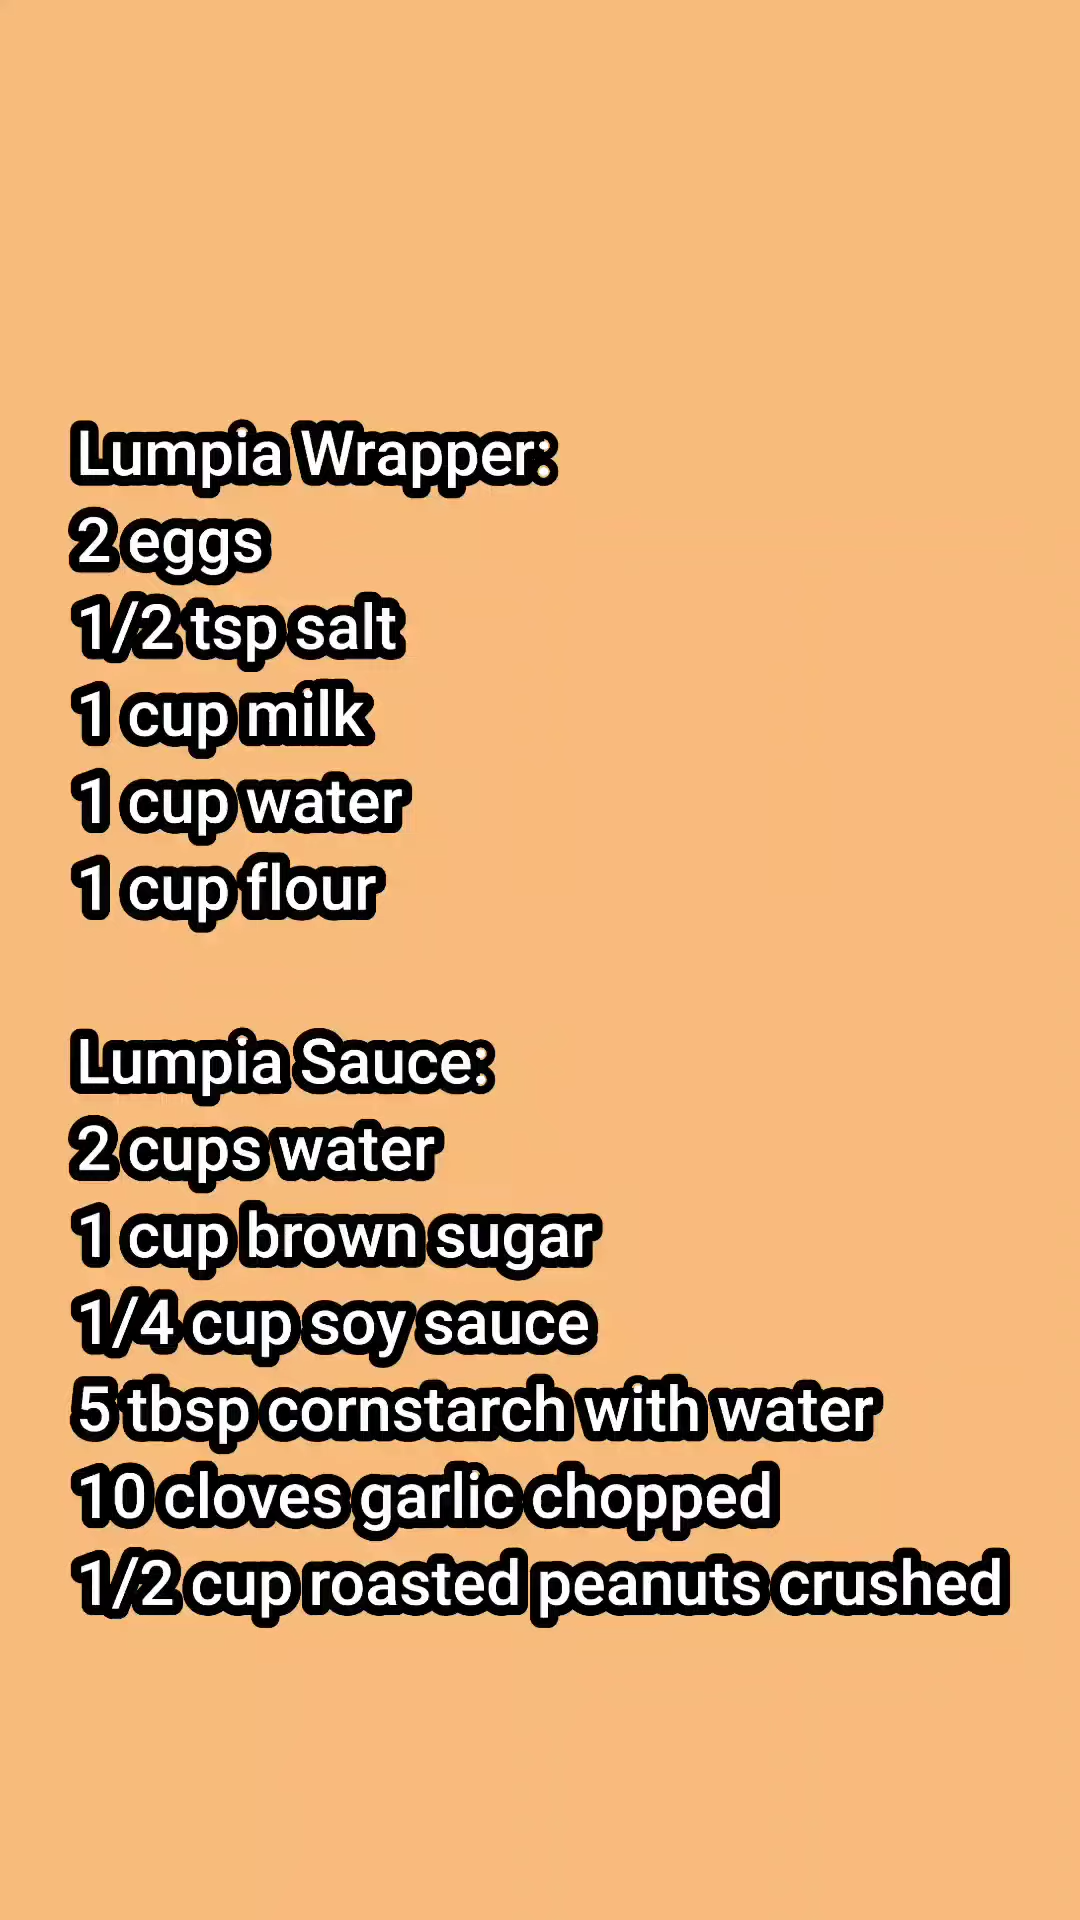 Lumpia Wrapper:
2 eggs
1/2 tsp salt
1 cup milk
1 cup water
1 cup flour
Lumpia Sauce:
2 cups water
1 cup brown sugar
1/4 cup soy sauce
5 tbsp cornstarch with water
10 cloves garlic chopped
1/2 cup roasted peanuts crushed